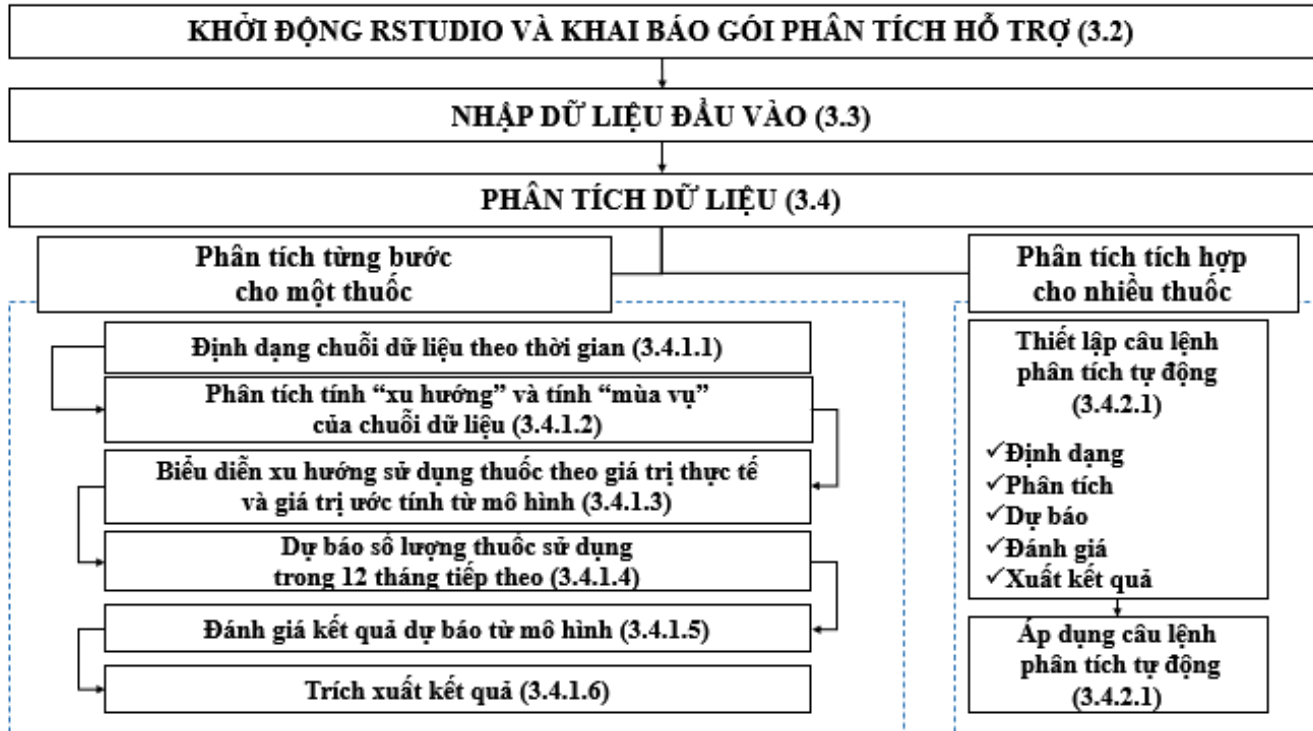 KHỞI ĐỘNG RSTUDIO VÀ KHAI BÁO GÓI PHÂN TÍCH HỖ TRỢ (3.2)
NHẬP DỮ LIỆU ĐẦU VÀO (3.3)
PHÂN TÍCH DỮ LIỆU (3.4)
Phân tích từng bước
cho một thuốc
Định dạng chuỗi dữ liệu theo thời gian (3.4.1.1)
Phân tích tính “xu hướng” và tính “mùa vụ”
của chuỗi dữ liệu (3.4.1.2)
Biểu diễn xu hướng sử dụng thuốc theo giá trị thực tế
và giá trị ước tính từ mô hình (3.4.1.3)
Dự báo số lượng thuốc sử dụng
trong 12 tháng tiếp theo (3.4.1.4)
Đánh giá kết quả dự báo từ mô hình (3.4.1.5)
Trích xuất kết quả (3.4.1.6)
Phân tích tích hợp
cho nhiều thuốc
Thiết lập câu lệnh
phân tích tự động
(3.4.2.1)
✓Định dạng
✓Phân tích
✓Dự báo
✓Đánh giá
✓Xuất kết quả
Áp dụng câu lệnh
phân tích tự động
(3.4.2.1)